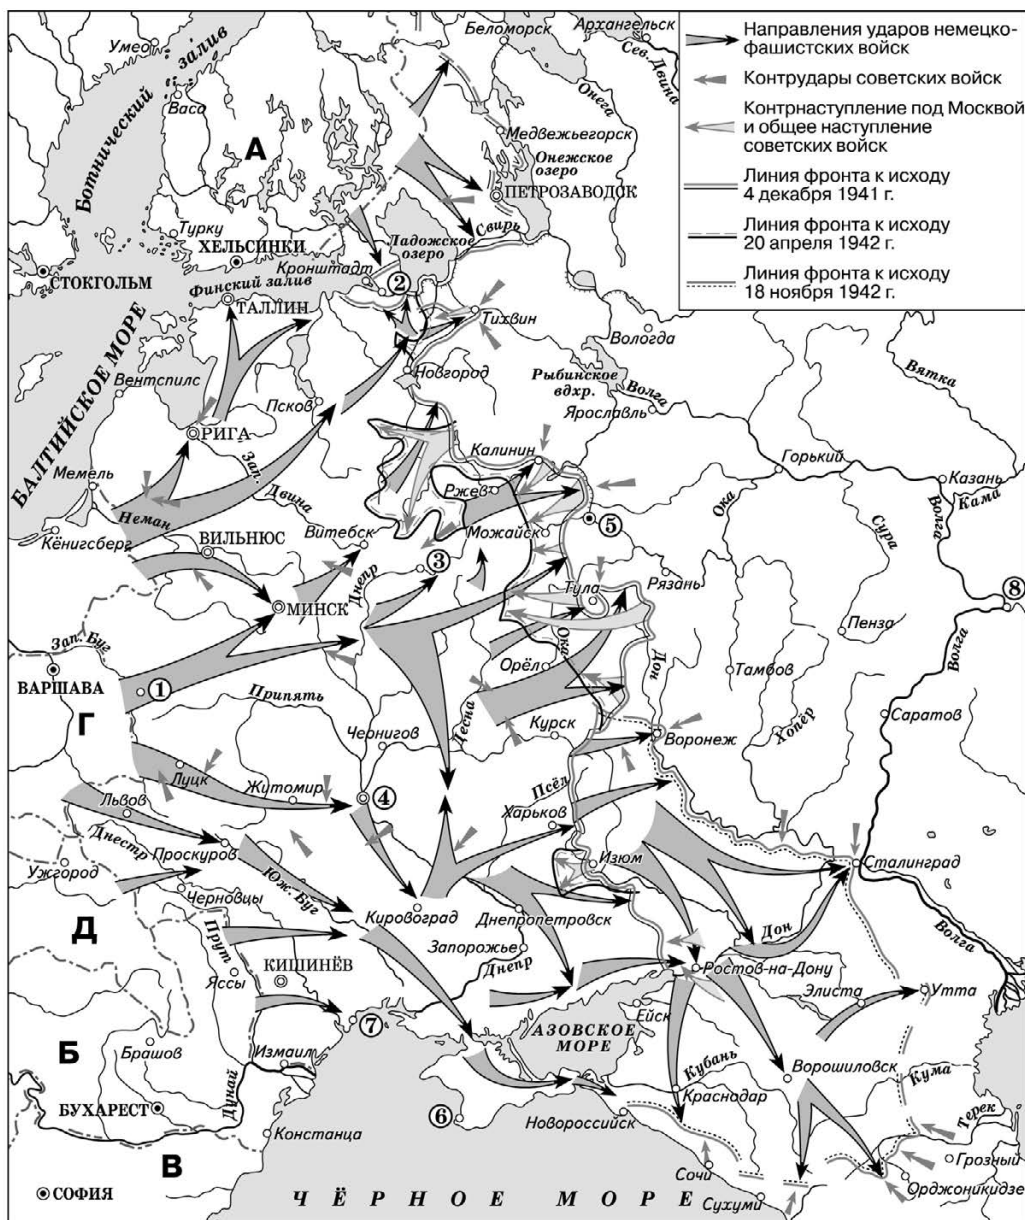 Направления ударов немецко-
фашистских войск
Контрудары советских войск
Контрнаступление под Москвой
и общее наступление
советских войск
Линия фронта к исходу
4 декабря 1941 г.
Линия фронта к исходу
20 апреля 1942 г.
Линия фронта к исходу
18 ноября 1942 г.
Умео
Ботнический залив
Васа
А
Беломорск
Архангельск
Сев. Двина
Онега
Медвежьегорск
Онежское
озеро
ПЕТРОЗАВОДСК
Свирь
Турку
ХЕЛЬСИНКИ
Ладожское
озеро
Кронштадт
СТОКГОЛЬМ
Финский залив
2
ТАЛЛИН
Тихвин
Вологда
БАЛТИЙСКОЕ МОРЕ
Вентспилс
Новгород
Рыбинское
вдхр.
Волга
Вятка
Псков
Ярославль
РИГА
Калинин
Горький
Казань
Кама
Мемель
Зап. Двина
Ржев
Ока
Сура
Волга
Неман
Витебск
Можайск
5
Кёнигсберг
ВИЛЬНЮС
3
Днепр
МИНСК
Тула
Рязань
8
Зап. Буг
Ока
Пенза
Волга
ВАРШАВА
1
Орёл
Дон
Тамбов
Г
Припять
Десна
Хопёр
Саратов
Чернигов
Курск
Воронеж
Луцк
Житомир
4
Псёл
Львов
Харьков
Днестр
Проскуров
Изюм
Сталинград
Ужгород
Черновцы
Юж. Буг
Кировоград
Днепропетровск
Д
Дон
Волга
Прут
Запорожье
Днепр
КИШИНЁВ
Яссы
Ростов-на-Дону
Элиста
Утта
7
АЗОВСКОЕ
МОРЕ
Ейск
Б
Брашов
Измаил
Кубань
Ворошиловск
Кума
Дунай
БУХАРЕСТ
6
Краснодар
Терек
Констанца
Новороссийск
Грозный
В
Орджоникидзе
СОФИЯ
Сочи
ЧЁРНОЕ МОРЕ
Сухуми